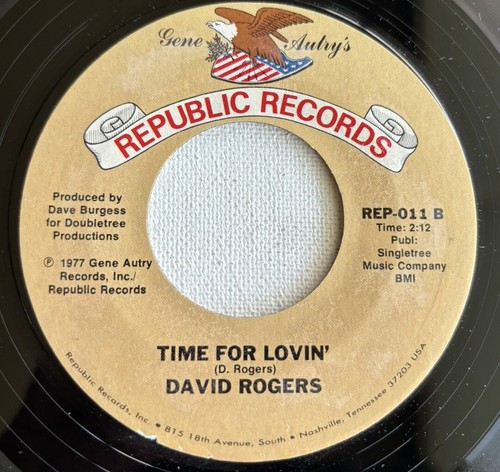 Gene Autry's
REPUBLIC RECORDS
Produced by
Dave Burgess
for Doubletree
Productions
℗ 1977 Gene Autry
Records, Inc./
Republic Records
REP-011 B
Time: 2:12
Publ:
Singletree
Music Company
BMI
TIME FOR LOVIN'
(D. Rogers)
DAVID ROGERS
Republic Records, Inc. • 815 18th Avenue, South • Nashville, Tennessee 37203 USA